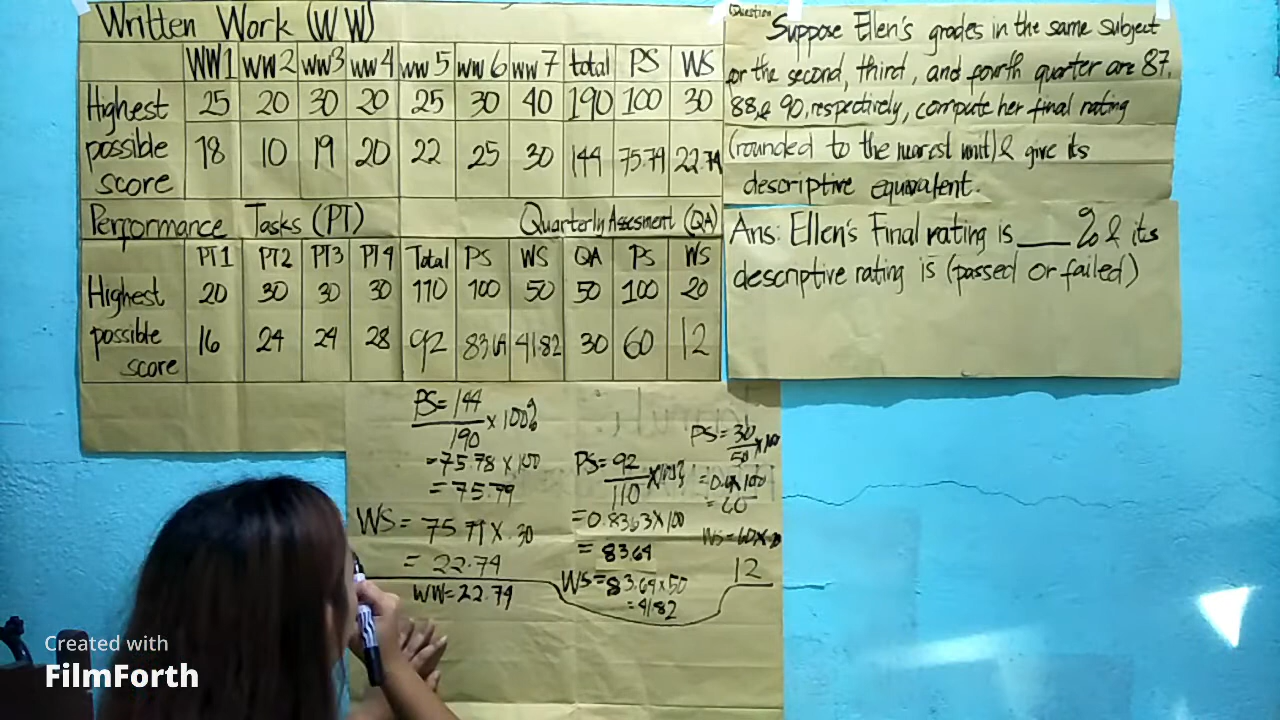 Written Work (WW)
WW1 WW2 WW3 WW4 WW5 WW6 WW7 total PS WS
Highest 25 20 30 20 25 30 40 190 100 30
possible score 18 10 19 20 22 25 30 144 75.79 22.74
Performance Tasks (PT) Quarterly Assesment (QA)
PT1 PT2 PT3 PT4 Total PS WS QA PS WS
Highest 20 30 30 30 110 100 50 50 100 20
possible score 16 24 24 28 92 83.64 41.82 30 60 12
Question
Suppose Ellen's grades in the same subject
for the second, third, and fourth quarter are 87,
88, & 90, respectively, compute her final rating
(rounded to the nearest unit) & give its
descriptive equivalent.
Ans: Ellen's Final rating is ___ % & its
descriptive rating is (passed or failed)
PS = 144
190 × 100%
= 75.78 × 100
= 75.79
WS = 75.79 × .30
= 22.74
WW = 22.74
PS = 92
110 × 100%
= 0.8363 × 100
= 83.64
WS = 83.64 × 50
= 41.82
PS = 30
50 × 100
= 60
12
Created with
FilmForth